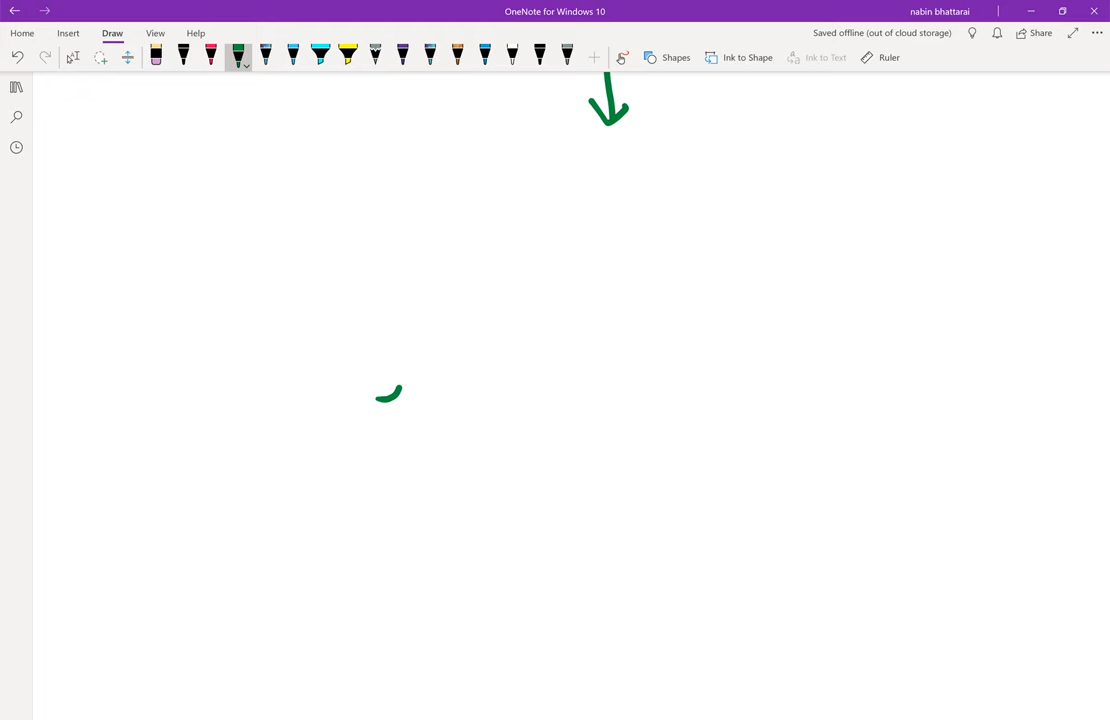 OneNote for Windows 10
nabin bhattarai
Home Insert Draw View Help
Saved offline (out of cloud storage)
Share
Shapes
Ink to Shape
Ink to Text
Ruler